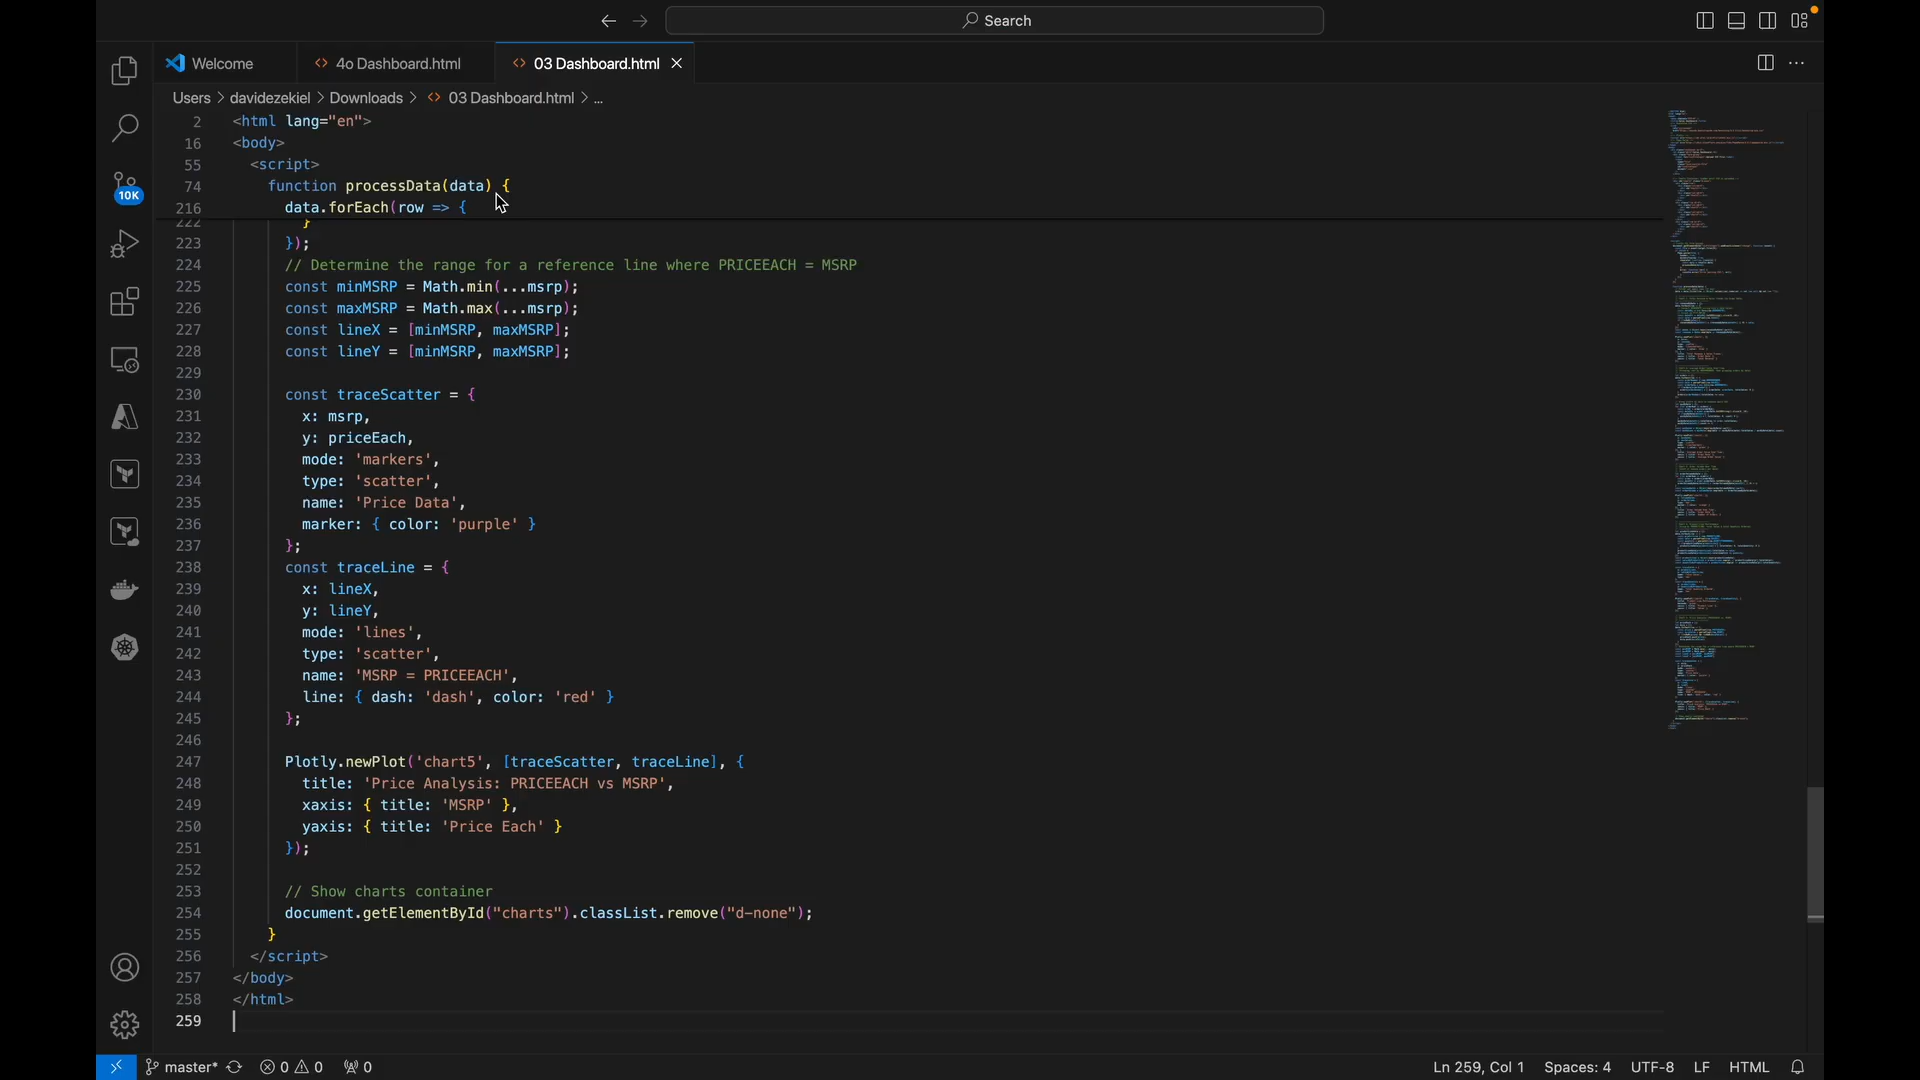 Search
Welcome
4o Dashboard.html
03 Dashboard.html
Users > davidezekiel > Downloads > <> 03 Dashboard.html > ...
10K
2 <html lang="en">
16 <body>
55 <script>
74 function processData(data) {
216 data.forEach(row => {
222 }
223 });
224 // Determine the range for a reference line where PRICEEACH = MSRP
225 const minMSRP = Math.min(...msrp);
226 const maxMSRP = Math.max(...msrp);
227 const lineX = [minMSRP, maxMSRP];
228 const lineY = [minMSRP, maxMSRP];
229
230 const traceScatter = {
231 x: msrp,
232 y: priceEach,
233 mode: 'markers',
234 type: 'scatter',
235 name: 'Price Data',
236 marker: { color: 'purple' }
237 };
238 const traceLine = {
239 x: lineX,
240 y: lineY,
241 mode: 'lines',
242 type: 'scatter',
243 name: 'MSRP = PRICEEACH',
244 line: { dash: 'dash', color: 'red' }
245 };
246
247 Plotly.newPlot('chart5', [traceScatter, traceLine], {
248 title: 'Price Analysis: PRICEEACH vs MSRP',
249 xaxis: { title: 'MSRP' },
250 yaxis: { title: 'Price Each' }
251 });
252
253 // Show charts container
254 document.getElementById("charts").classList.remove("d-none");
255 }
256 </script>
257 </body>
258 </html>
259
master* 0 0 0 Ln 259, Col 1 Spaces: 4 UTF-8 LF HTML